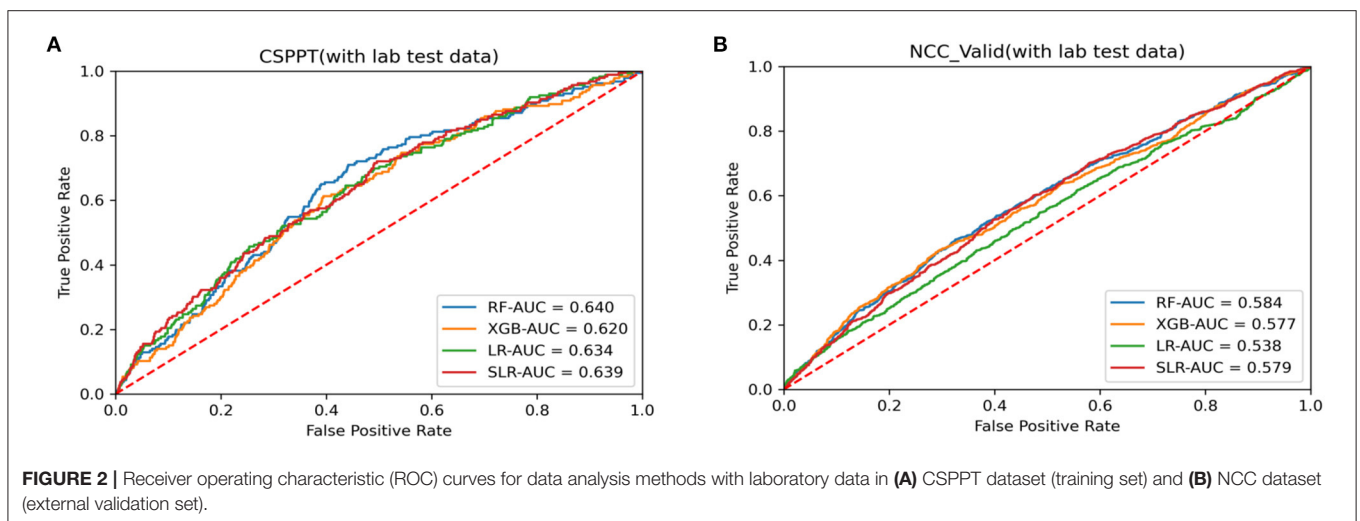 A
CSPPT(with lab test data)
1.0
0.8
0.6
0.4
0.2
0.0
True Positive Rate
RF-AUC = 0.640
XGB-AUC = 0.620
LR-AUC = 0.634
SLR-AUC = 0.639
0.0 0.2 0.4 0.6 0.8 1.0
False Positive Rate
B
NCC_Valid(with lab test data)
1.0
0.8
0.6
0.4
0.2
0.0
True Positive Rate
RF-AUC = 0.584
XGB-AUC = 0.577
LR-AUC = 0.538
SLR-AUC = 0.579
0.0 0.2 0.4 0.6 0.8 1.0
False Positive Rate
FIGURE 2 | Receiver operating characteristic (ROC) curves for data analysis methods with laboratory data in (A) CSPPT dataset (training set) and (B) NCC dataset
(external validation set).